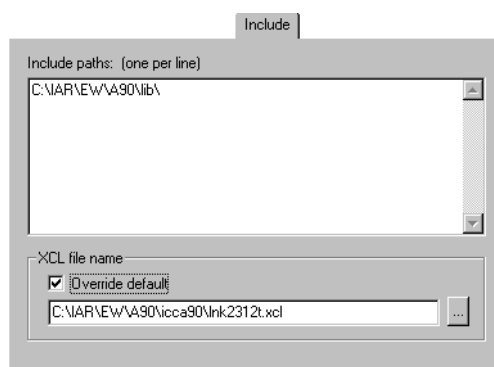 Include
Include paths: (one per line)
C:\IAR\EW\A90\lib\
XCL file name
Override default
C:\IAR\EW\A90\icca90\lnk2312t.xcl
...